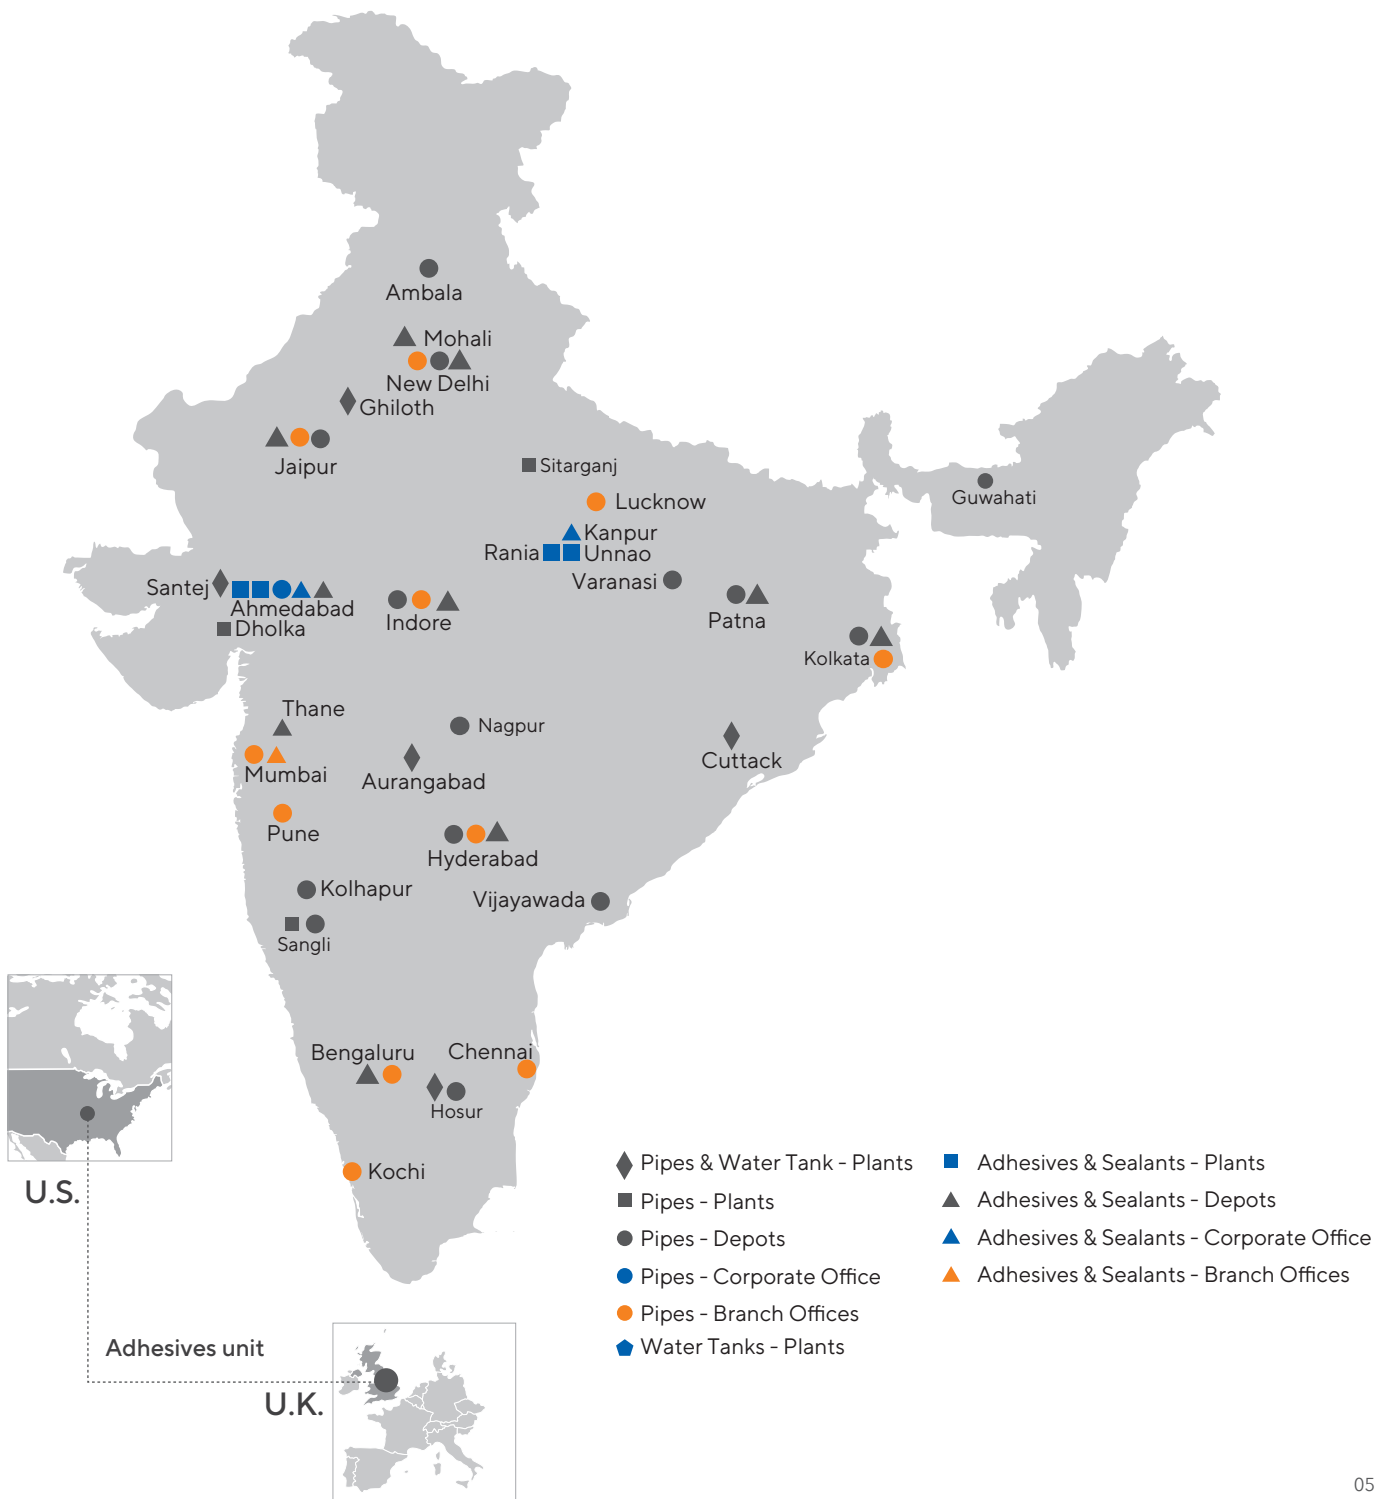 Ambala
Mohali
New Delhi
Ghiloth
Jaipur
Sitarganj
Guwahati
Lucknow
Kanpur
Rania
Unnao
Varanasi
Santej
Ahmedabad
Dholka
Indore
Patna
Kolkata
Thane
Nagpur
Cuttack
Mumbai
Aurangabad
Pune
Hyderabad
Kolhapur
Vijayawada
Sangli
Bengaluru
Chennai
Hosur
Kochi
U.S.
Adhesives unit
U.K.
Pipes & Water Tank - Plants
Pipes - Plants
Pipes - Depots
Pipes - Corporate Office
Pipes - Branch Offices
Water Tanks - Plants
Adhesives & Sealants - Plants
Adhesives & Sealants - Depots
Adhesives & Sealants - Corporate Office
Adhesives & Sealants - Branch Offices
05